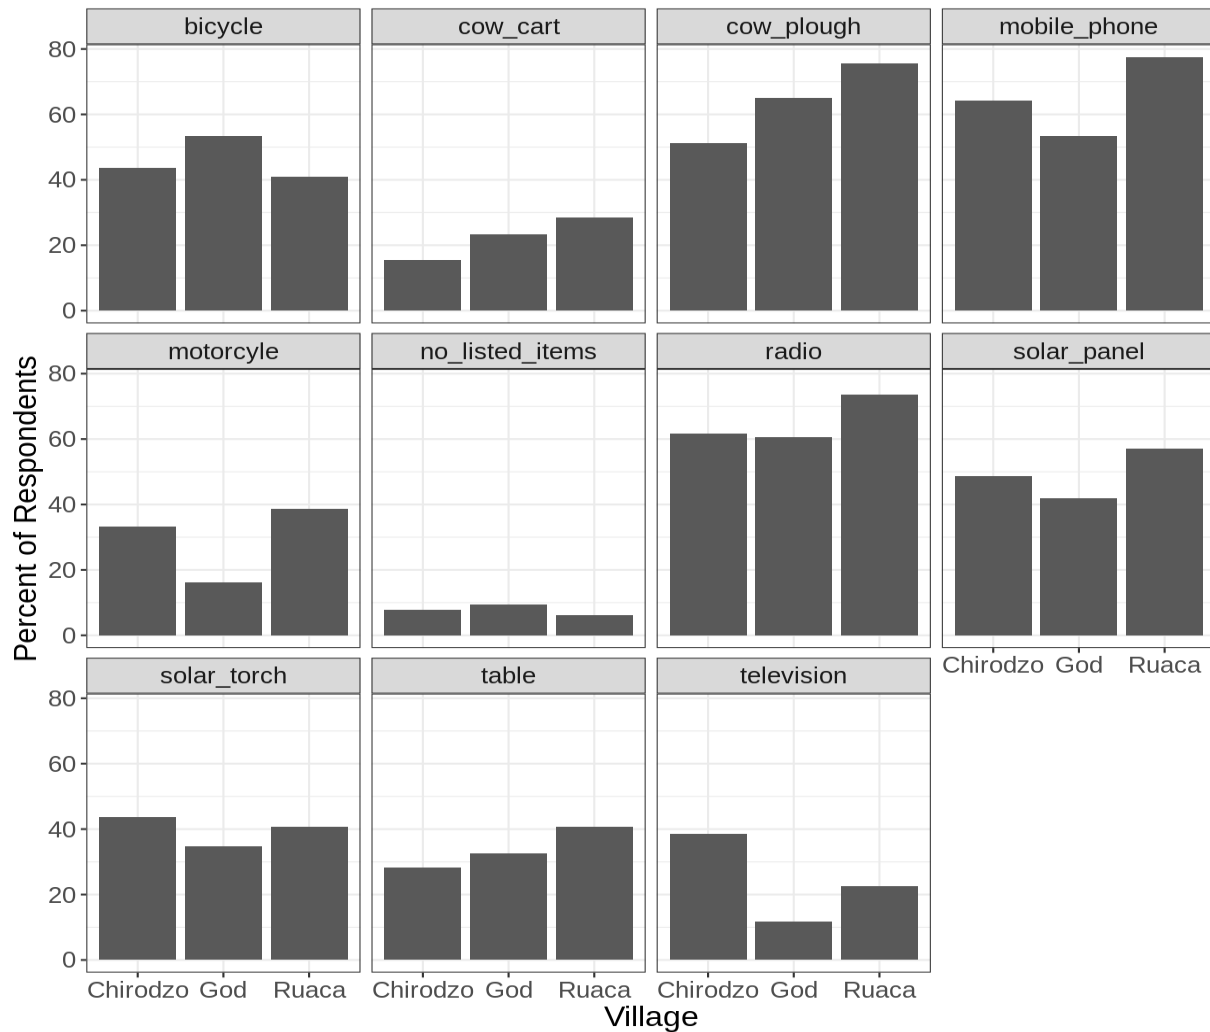 bicycle cow_cart cow_plough mobile_phone
80
60
40
20
0
motorcyle no_listed_items radio solar_panel
80
60
40
20
0
Chirodzo God Ruaca
solar_torch table television
80
60
40
20
0
Chirodzo God Ruaca Chirodzo God Ruaca Chirodzo God Ruaca
Village
Percent of Respondents